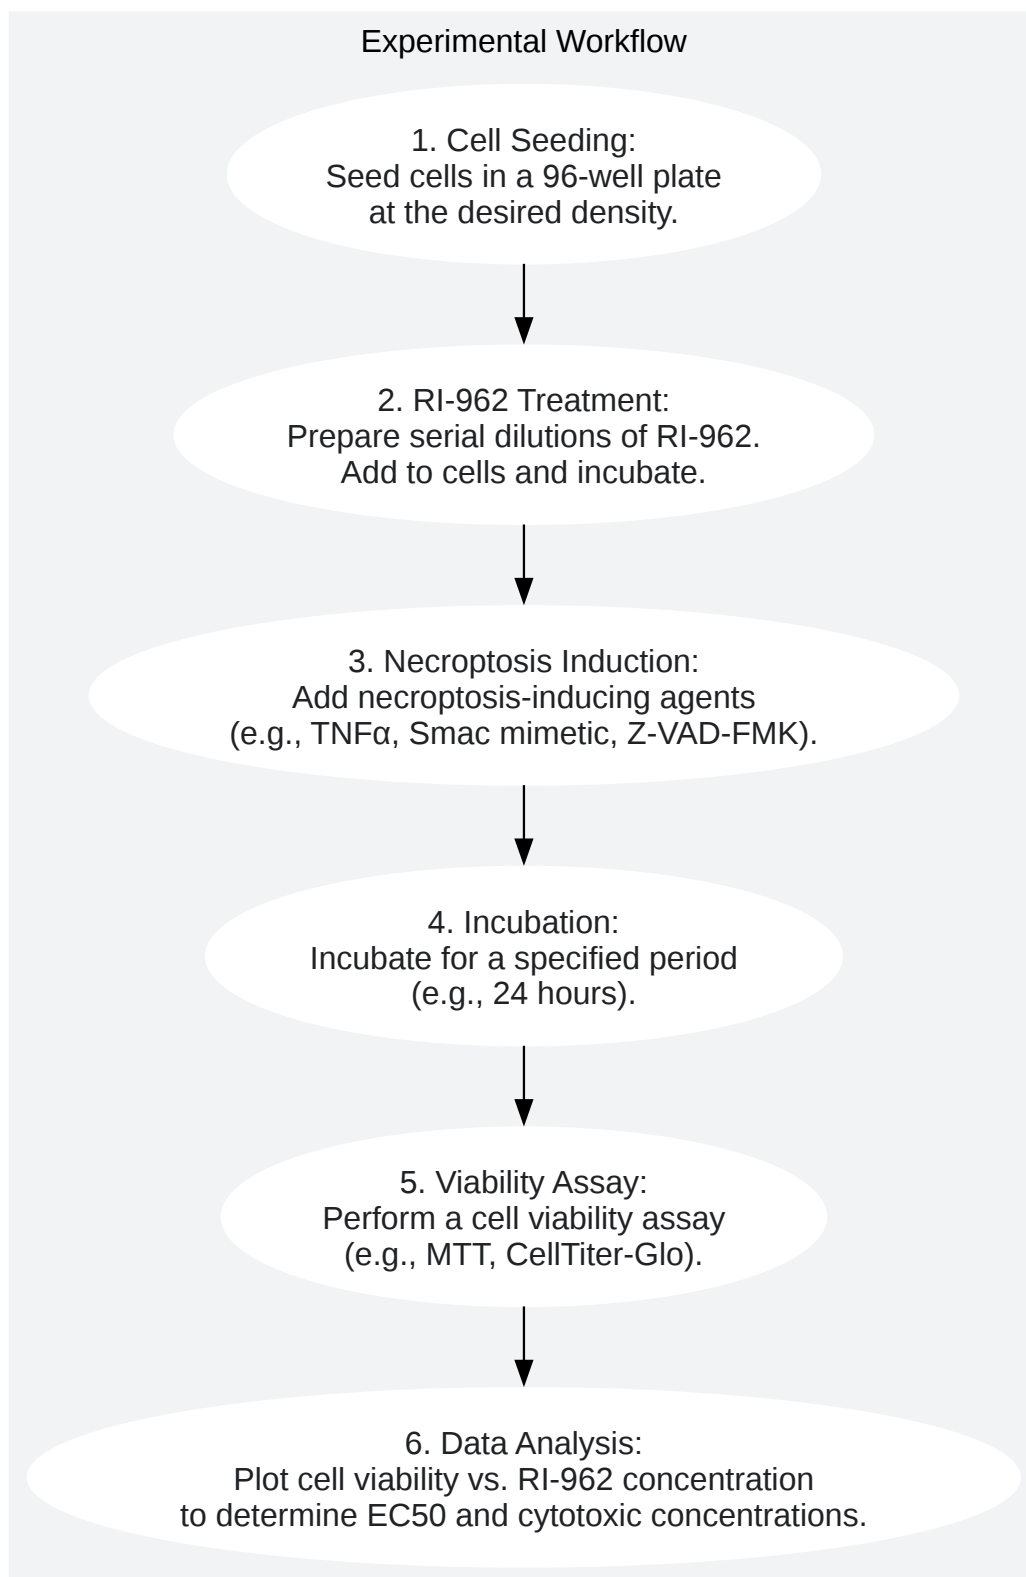 Experimental Workflow
1. Cell Seeding:
Seed cells in a 96-well plate
at the desired density.
2. RI-962 Treatment:
Prepare serial dilutions of RI-962.
Add to cells and incubate.
3. Necroptosis Induction:
Add necroptosis-inducing agents
(e.g., TNFα, Smac mimetic, Z-VAD-FMK).
4. Incubation:
Incubate for a specified period
(e.g., 24 hours).
5. Viability Assay:
Perform a cell viability assay
(e.g., MTT, CellTiter-Glo).
6. Data Analysis:
Plot cell viability vs. RI-962 concentration
to determine EC50 and cytotoxic concentrations.